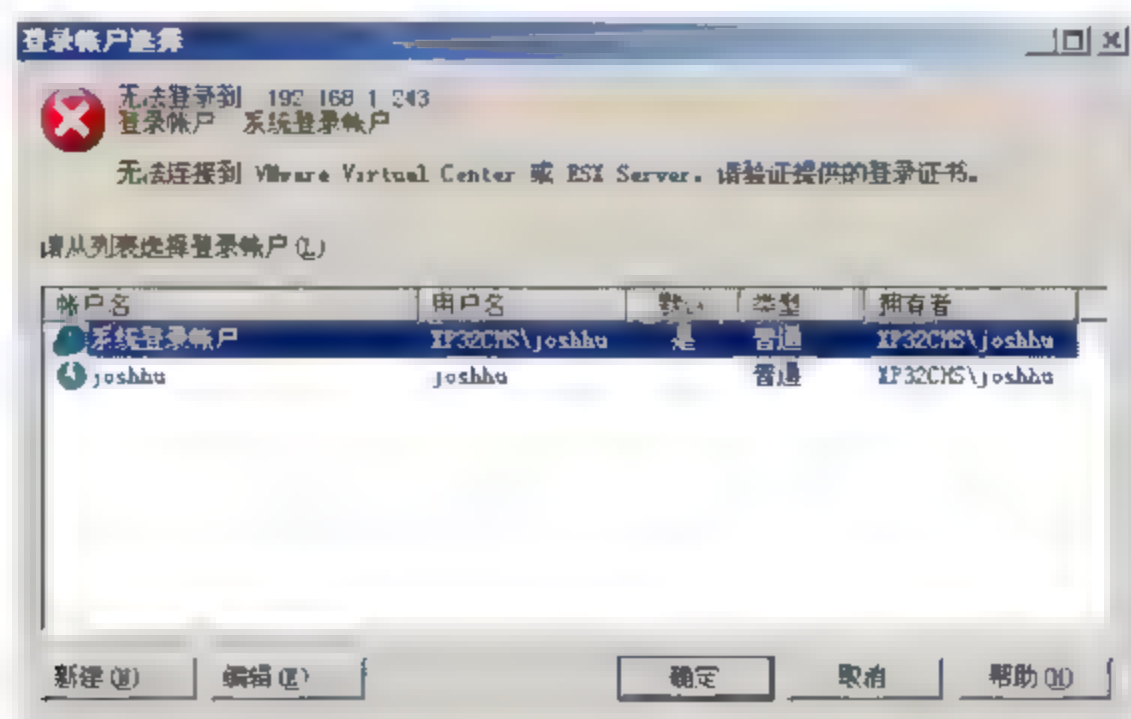 登录帐户选择
无法登录到 192 168 1 243
登录帐户 系统登录帐户
无法连接到 VMware Virtual Center 或 ESX Server. 请验证提供的登录证书。
请从列表选择登录帐户(L)
帐户名 用户名 默认 类型 拥有者
系统登录帐户 XP32CMS\joshhu 是 普通 XP32CMS\joshhu
joshhu joshhu 普通 XP32CMS\joshhu
新建(N) 编辑(E) 确定 取消 帮助(H)